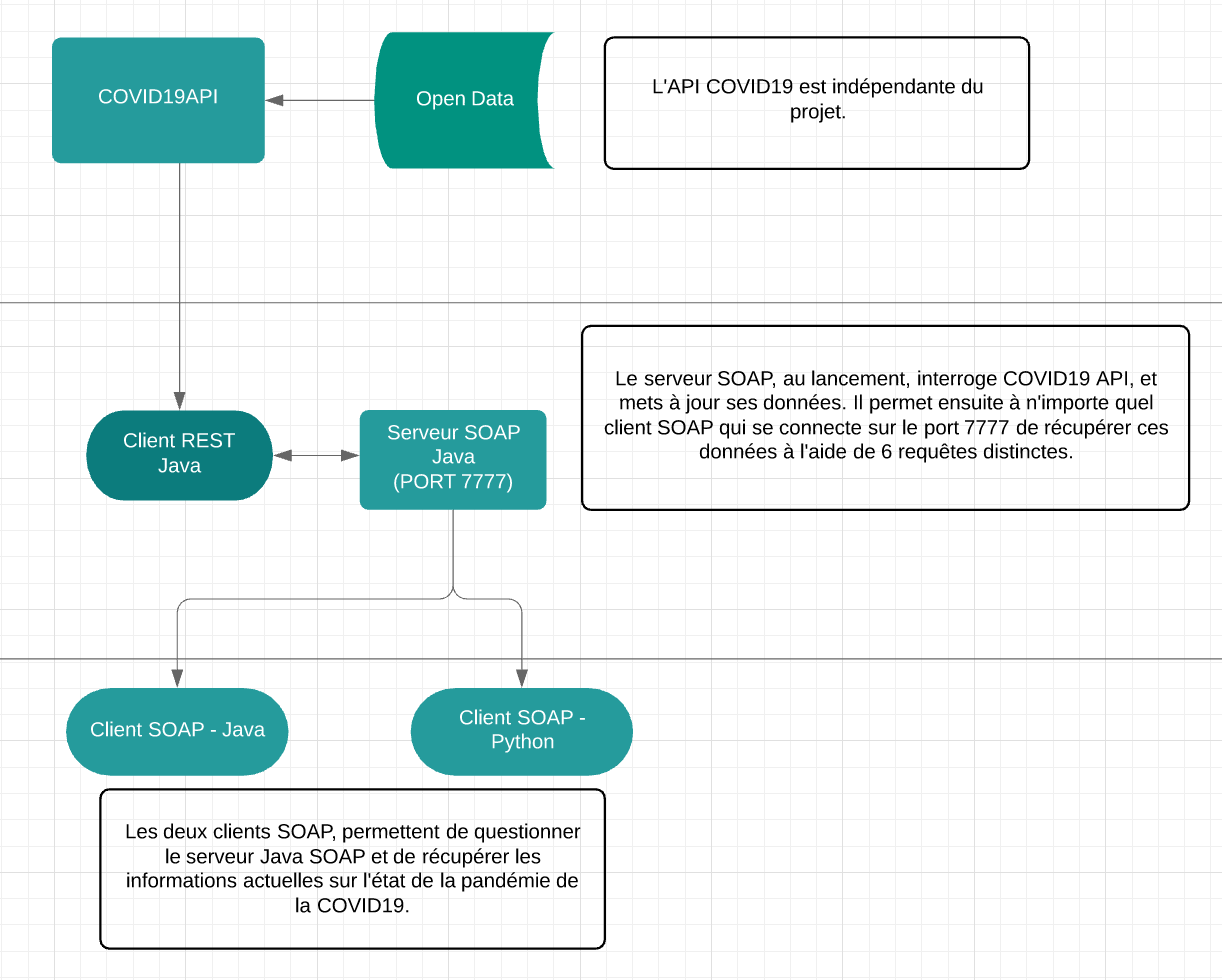 COVID19API
Open Data
L'API COVID19 est indépendante du
projet.
Client REST
Java
Serveur SOAP
Java
(PORT 7777)
Le serveur SOAP, au lancement, interroge COVID19 API, et
mets à jour ses données. Il permet ensuite à n'importe quel
client SOAP qui se connecte sur le port 7777 de récupérer ces
données à l'aide de 6 requêtes distinctes.
Client SOAP - Java
Client SOAP -
Python
Les deux clients SOAP, permettent de questionner
le serveur Java SOAP et de récupérer les
informations actuelles sur l'état de la pandémie de
la COVID19.